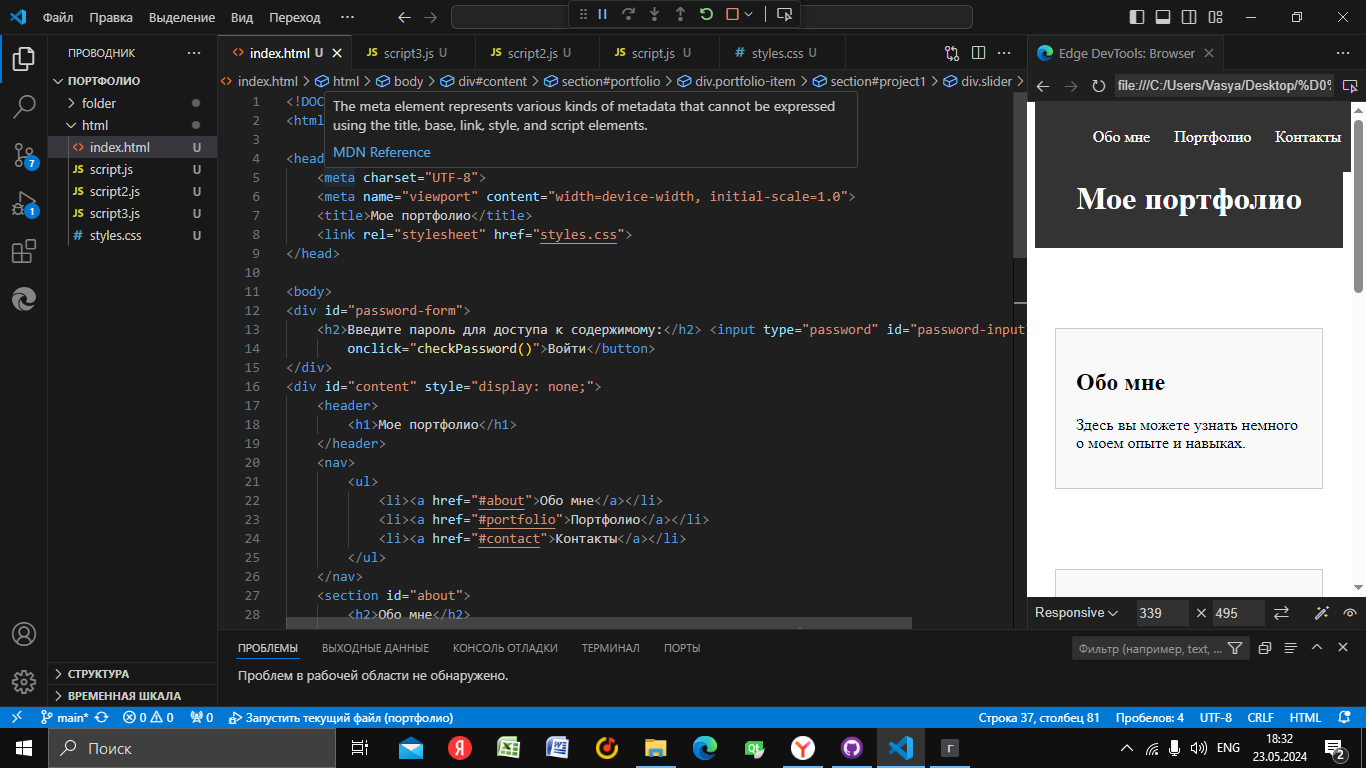 Файл Правка Выделение Вид Переход ···
ПРОВОДНИК ···
ПОРТФОЛИО
folder
html
index.html U
script.js U
script2.js U
script3.js U
styles.css U
СТРУКТУРА
ВРЕМЕННАЯ ШКАЛА
7
1
index.html U
JS script3.js U
JS script2.js U
JS script.js U
# styles.css U
index.html > html > body > div#content > section#portfolio > div.portfolio-item > section#project1 > div.slider >
The meta element represents various kinds of metadata that cannot be expressed
using the title, base, link, style, and script elements.
MDN Reference
1 <!DOC
2 <html
3
4 <head
5 <meta charset="UTF-8">
6 <meta name="viewport" content="width=device-width, initial-scale=1.0">
7 <title>Мое портфолио</title>
8 <link rel="stylesheet" href="styles.css">
9 </head>
10
11 <body>
12 <div id="password-form">
13 <h2>Введите пароль для доступа к содержимому:</h2> <input type="password" id="password-input"
14 onclick="checkPassword()">Войти</button>
15 </div>
16 <div id="content" style="display: none;">
17 <header>
18 <h1>Мое портфолио</h1>
19 </header>
20 <nav>
21 <ul>
22 <li><a href="#about">Обо мне</a></li>
23 <li><a href="#portfolio">Портфолио</a></li>
24 <li><a href="#contact">Контакты</a></li>
25 </ul>
26 </nav>
27 <section id="about">
28 <h2>Обо мне</h2>
Edge DevTools: Browser
file:///C:/Users/Vasya/Desktop/%D0%
Обо мне Портфолио Контакты
Мое портфолио
Обо мне
Здесь вы можете узнать немного
о моем опыте и навыках.
Responsive 339 × 495
ПРОБЛЕМЫ ВЫХОДНЫЕ ДАННЫЕ КОНСОЛЬ ОТЛАДКИ ТЕРМИНАЛ ПОРТЫ
Фильтр (например, text, ...
Проблем в рабочей области не обнаружено.
main* 0 0 0 Запустить текущий файл (портфолио)
Строка 37, столбец 81 Пробелов: 4 UTF-8 CRLF HTML
Поиск
Я
Qt
Y
Г
ENG
18:32
23.05.2024
2